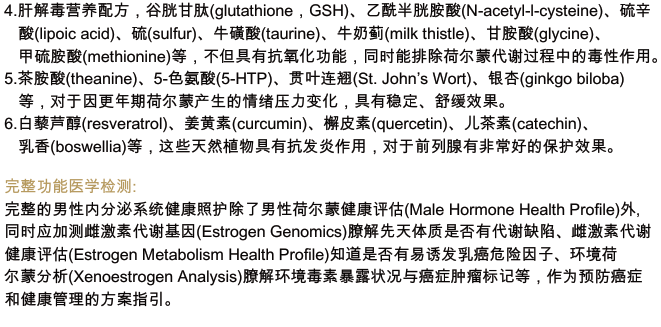 4.肝解毒营养配方，谷胱甘肽(glutathione，GSH)、乙酰半胱胺酸(N-acetyl-l-cysteine)、硫辛
酸(lipoic acid)、硫(sulfur)、牛磺酸(taurine)、牛奶蓟(milk thistle)、甘胺酸(glycine)、
甲硫胺酸(methionine)等，不但具有抗氧化功能，同时能排除荷尔蒙代谢过程中的毒性作用。
5.茶胺酸(theanine)、5-色氨酸(5-HTP)、贯叶连翘(St. John’s Wort)、银杏(ginkgo biloba)
等，对于因更年期荷尔蒙产生的情绪压力变化，具有稳定、舒缓效果。
6.白藜芦醇(resveratrol)、姜黄素(curcumin)、槲皮素(quercetin)、儿茶素(catechin)、
乳香(boswellia)等，这些天然植物具有抗发炎作用，对于前列腺有非常好的保护效果。
完整功能医学检测:
完整的男性内分泌系统健康照护除了男性荷尔蒙健康评估(Male Hormone Health Profile)外,
同时应加测雌激素代谢基因(Estrogen Genomics)瞭解先天体质是否有代谢缺陷、雌激素代谢
健康评估(Estrogen Metabolism Health Profile)知道是否有易诱发乳癌危险因子、环境荷
尔蒙分析(Xenoestrogen Analysis)瞭解环境毒素暴露状况与癌症肿瘤标记等，作为预防癌症
和健康管理的方案指引。